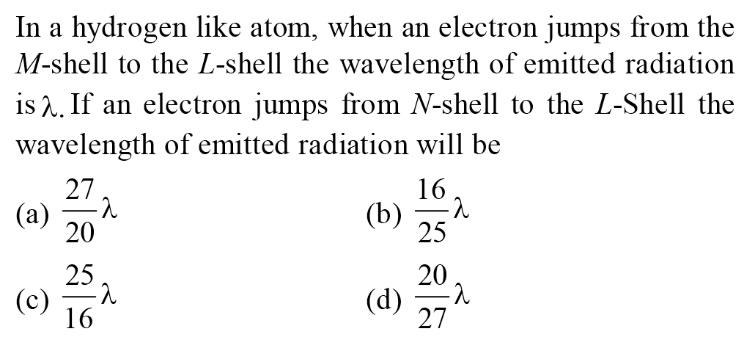 In a hydrogen like atom, when an electron jumps from the
M-shell to the L-shell the wavelength of emitted radiation
is λ. If an electron jumps from N-shell to the L-Shell the
wavelength of emitted radiation will be
(a) 27/20 λ (b) 16/25 λ
(c) 25/16 λ (d) 20/27 λ